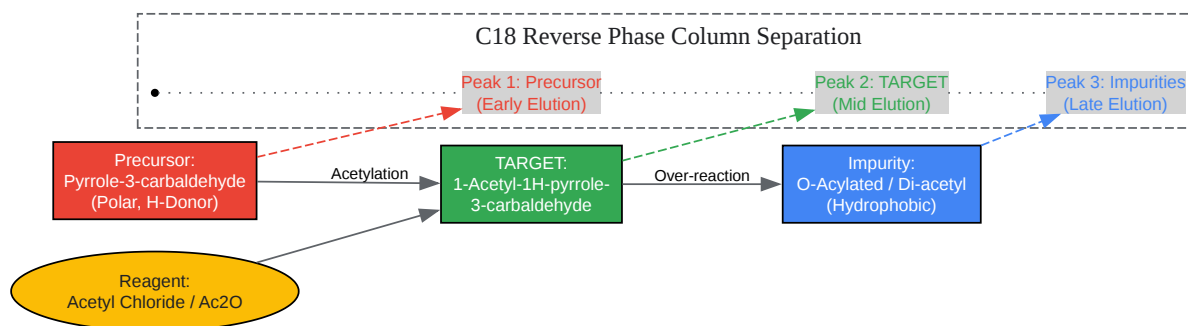 C18 Reverse Phase Column Separation
Peak 1: Precursor
(Early Elution)
Peak 2: TARGET
(Mid Elution)
Peak 3: Impurities
(Late Elution)
Precursor:
Pyrrole-3-carbaldehyde
(Polar, H-Donor)
Acetylation
TARGET:
1-Acetyl-1H-pyrrole-
3-carbaldehyde
Over-reaction
Impurity:
O-Acylated / Di-acetyl
(Hydrophobic)
Reagent:
Acetyl Chloride / Ac2O